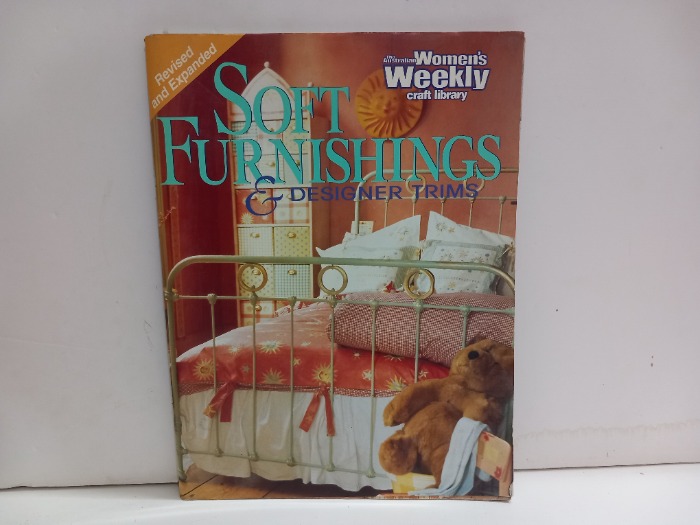 Revised
and Expanded
The Australian Women's
Weekly
craft library
SOFT
FURNISHINGS
& DESIGNER TRIMS